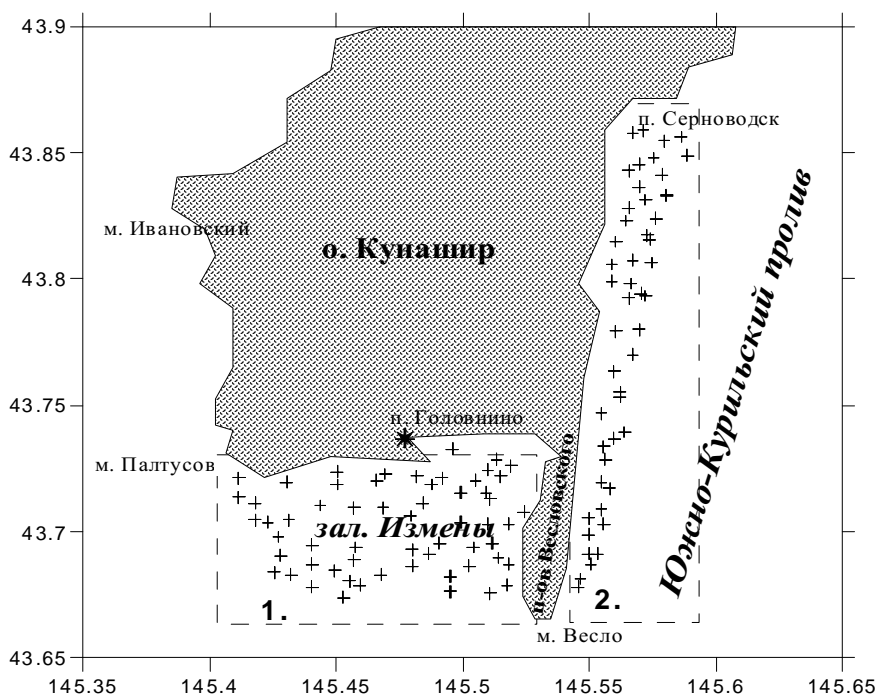 43.9
п. Серноводск
43.85
м. Ивановский
о. Кунашир
43.8
Южно-Курильский пролив
43.75
п. Головнино
м. Палтусов
п-ов Весловского
зал. Измены
43.7
1.
2.
м. Весло
43.65
145.35 145.4 145.45 145.5 145.55 145.6 145.65